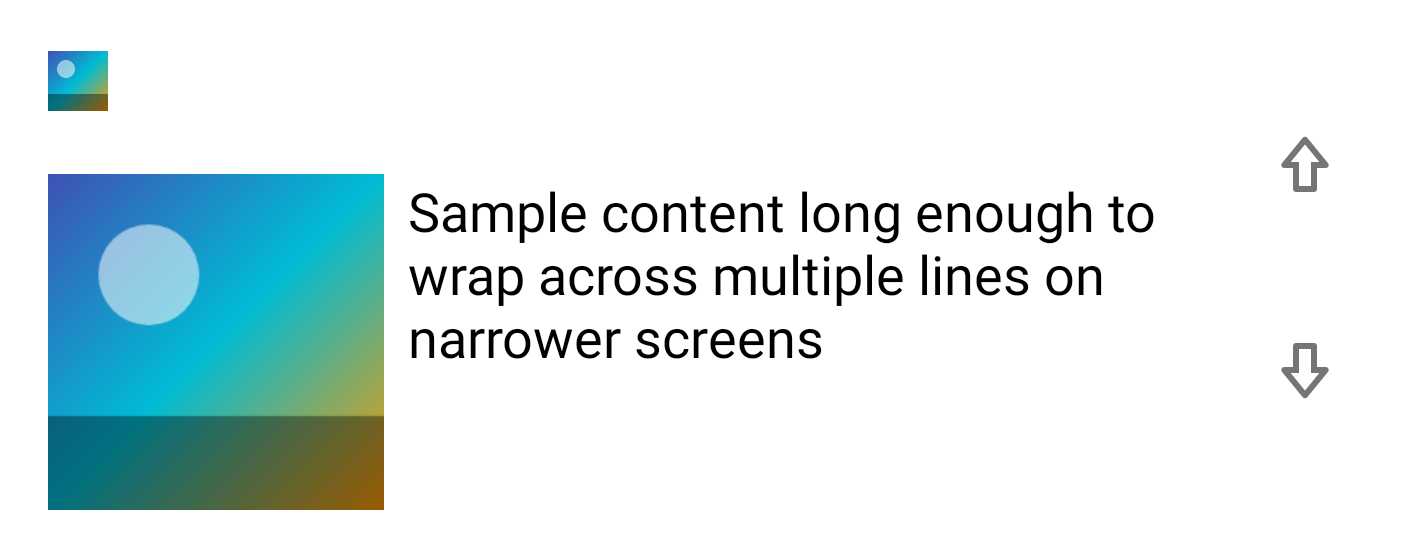 Sample content long enough to
wrap across multiple lines on
narrower screens